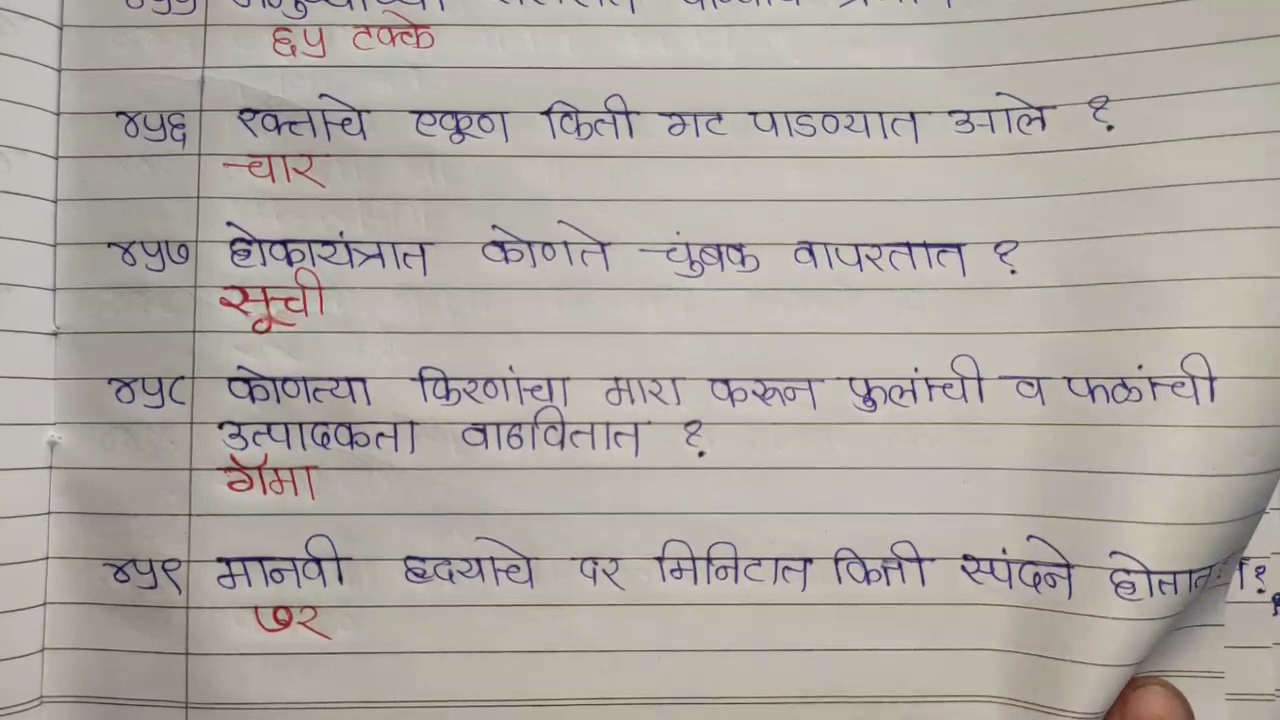 ६५ टक्के
४५६ रक्ताचे एकूण किती गट पाडण्यात आले ?
चार
४५७ होकायंत्रात कोणते चुंबक वापरतात ?
सूची
४५८ कोणत्या किरणांचा मारा करून फुलांची व फळांची
उत्पादकता वाढवितात ?
गॅमा
४५९ मानवी हृदयाचे दर मिनिटात किती स्पंदने होतात ?
७२